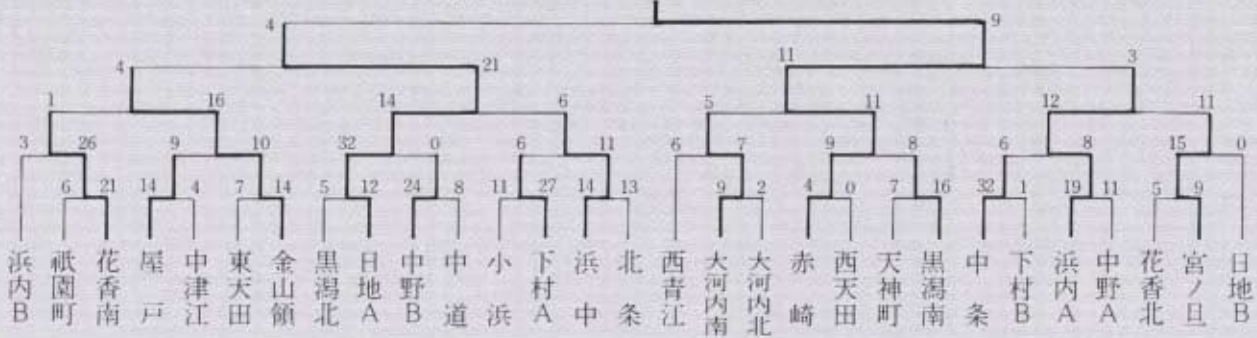 4 9
4 21 11 3
1 16 14 6 5 11 12 11
3 26 9 10 32 0 6 11 6 7 9 8 6 8 15 0
6 21 14 4 7 14 5 12 24 8 11 27 14 13 9 2 4 0 7 16 32 1 19 11 5 9
浜内B 祇園町 花香南 屋戸 中津江 東天田 金山領 黒潟北 日地A 中野B 中道 小浜 下村A 浜中 北条 西青江 大河内南 大河内北 赤崎 西天田 天神町 黒潟南 中条 下村B 浜内A 中野A 花香北 宮ノ旦 日地B